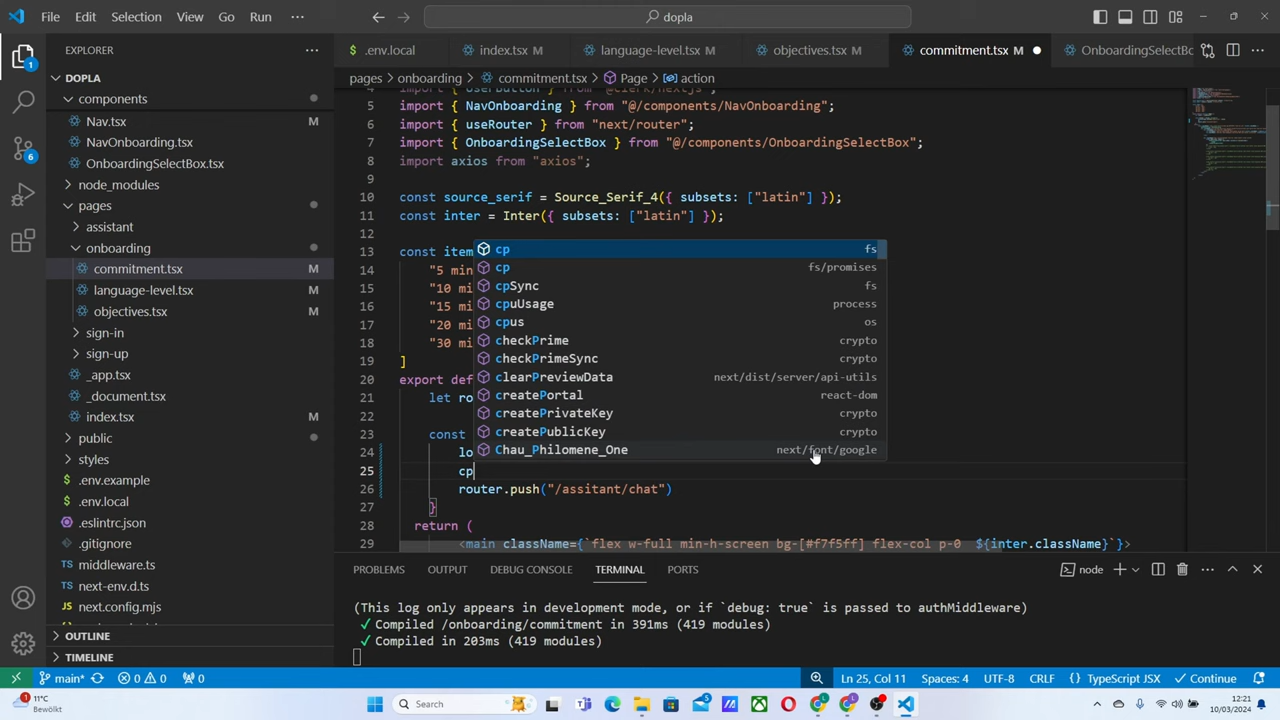 File Edit Selection View Go Run ··· dopla
EXPLORER ···
.env.local index.tsx M language-level.tsx M objectives.tsx M commitment.tsx M OnboardingSelectBo ···
DOPLA
pages > onboarding > commitment.tsx > Page > action
components
Nav.tsx M
NavOnboarding.tsx
OnboardingSelectBox.tsx
node_modules
pages
assistant
onboarding
commitment.tsx M
language-level.tsx M
objectives.tsx M
sign-in
sign-up
_app.tsx
_document.tsx
index.tsx M
public
styles
.env.example
.env.local
.eslintrc.json
.gitignore
middleware.ts
next-env.d.ts
next.config.mjs
OUTLINE
TIMELINE
5 import { NavOnboarding } from "@/components/NavOnboarding";
6 import { useRouter } from "next/router";
7 import { OnboardingSelectBox } from "@/components/OnboardingSelectBox";
8 import axios from "axios";
9
10 const source_serif = Source_Serif_4({ subsets: ["latin"] });
11 const inter = Inter({ subsets: ["latin"] });
12
13 const item
14 "5 min
15 "10 mi
16 "15 mi
17 "20 mi
18 "30 mi
19 ]
20 export def
21 let ro
22
23 const
24 lo
25 cp
26 router.push("/assitant/chat")
27 }
28 return (
29 <main className={`flex w-full min-h-screen bg-[#f7f5ff] flex-col p-0 ${inter.className}`}>
cp fs
cp fs/promises
cpSync fs
cpuUsage process
cpus os
checkPrime crypto
checkPrimeSync crypto
clearPreviewData next/dist/server/api-utils
createPortal react-dom
createPrivateKey crypto
createPublicKey crypto
Chau_Philomene_One next/font/google
PROBLEMS OUTPUT DEBUG CONSOLE TERMINAL PORTS node ···
(This log only appears in development mode, or if `debug: true` is passed to authMiddleware)
✓ Compiled /onboarding/commitment in 391ms (419 modules)
✓ Compiled in 203ms (419 modules)
main* 0 0 0 Ln 25, Col 11 Spaces: 4 UTF-8 CRLF {} TypeScript JSX Continue
11°C
Bewölkt
Search
12:21
10/03/2024